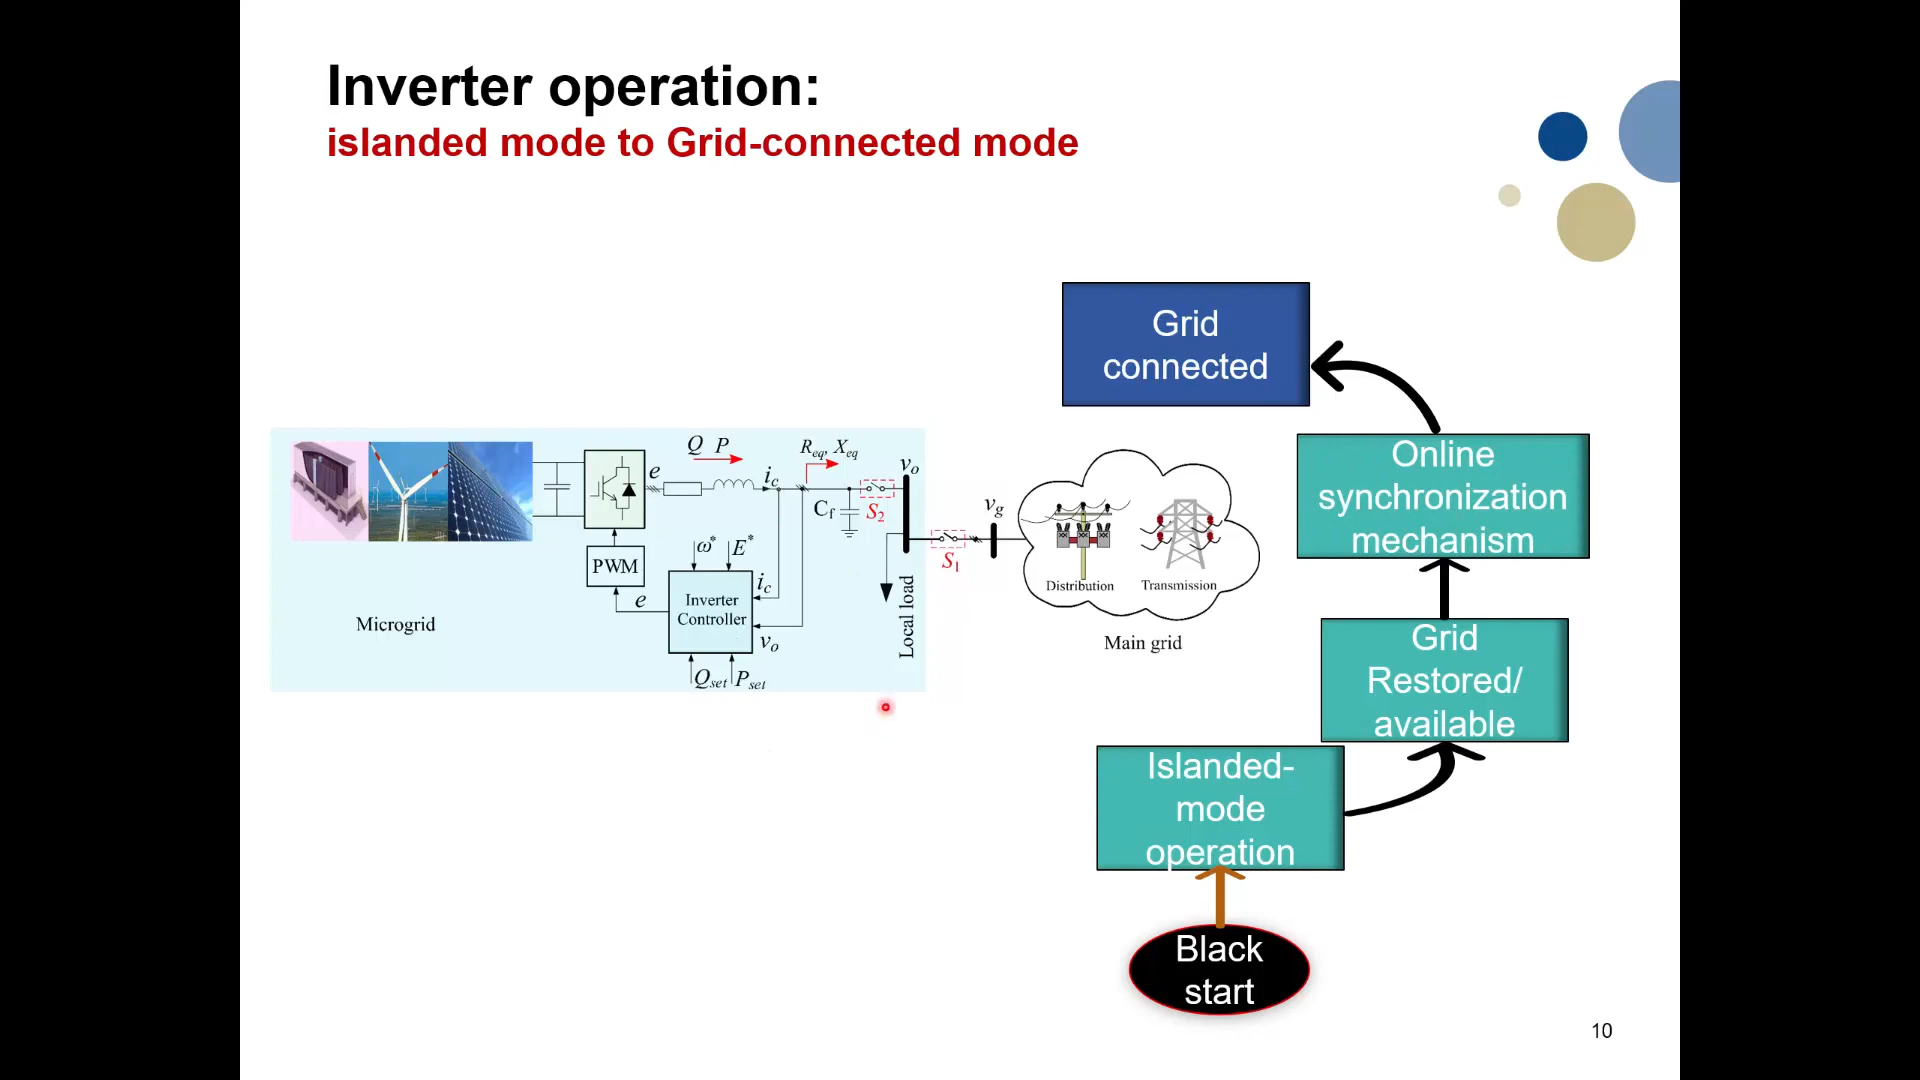 Inverter operation:
islanded mode to Grid-connected mode
Grid
connected
Online
synchronization
mechanism
Grid
Restored/
available
Islanded-
mode
operation
Black
start
Q P
R_eq, X_eq
e
i_c
v_o
C_f
S_2
v_g
S_1
ω* E*
PWM
i_c
e
Inverter
Controller
v_o
Q_set P_set
Local load
Microgrid
Distribution
Transmission
Main grid
10